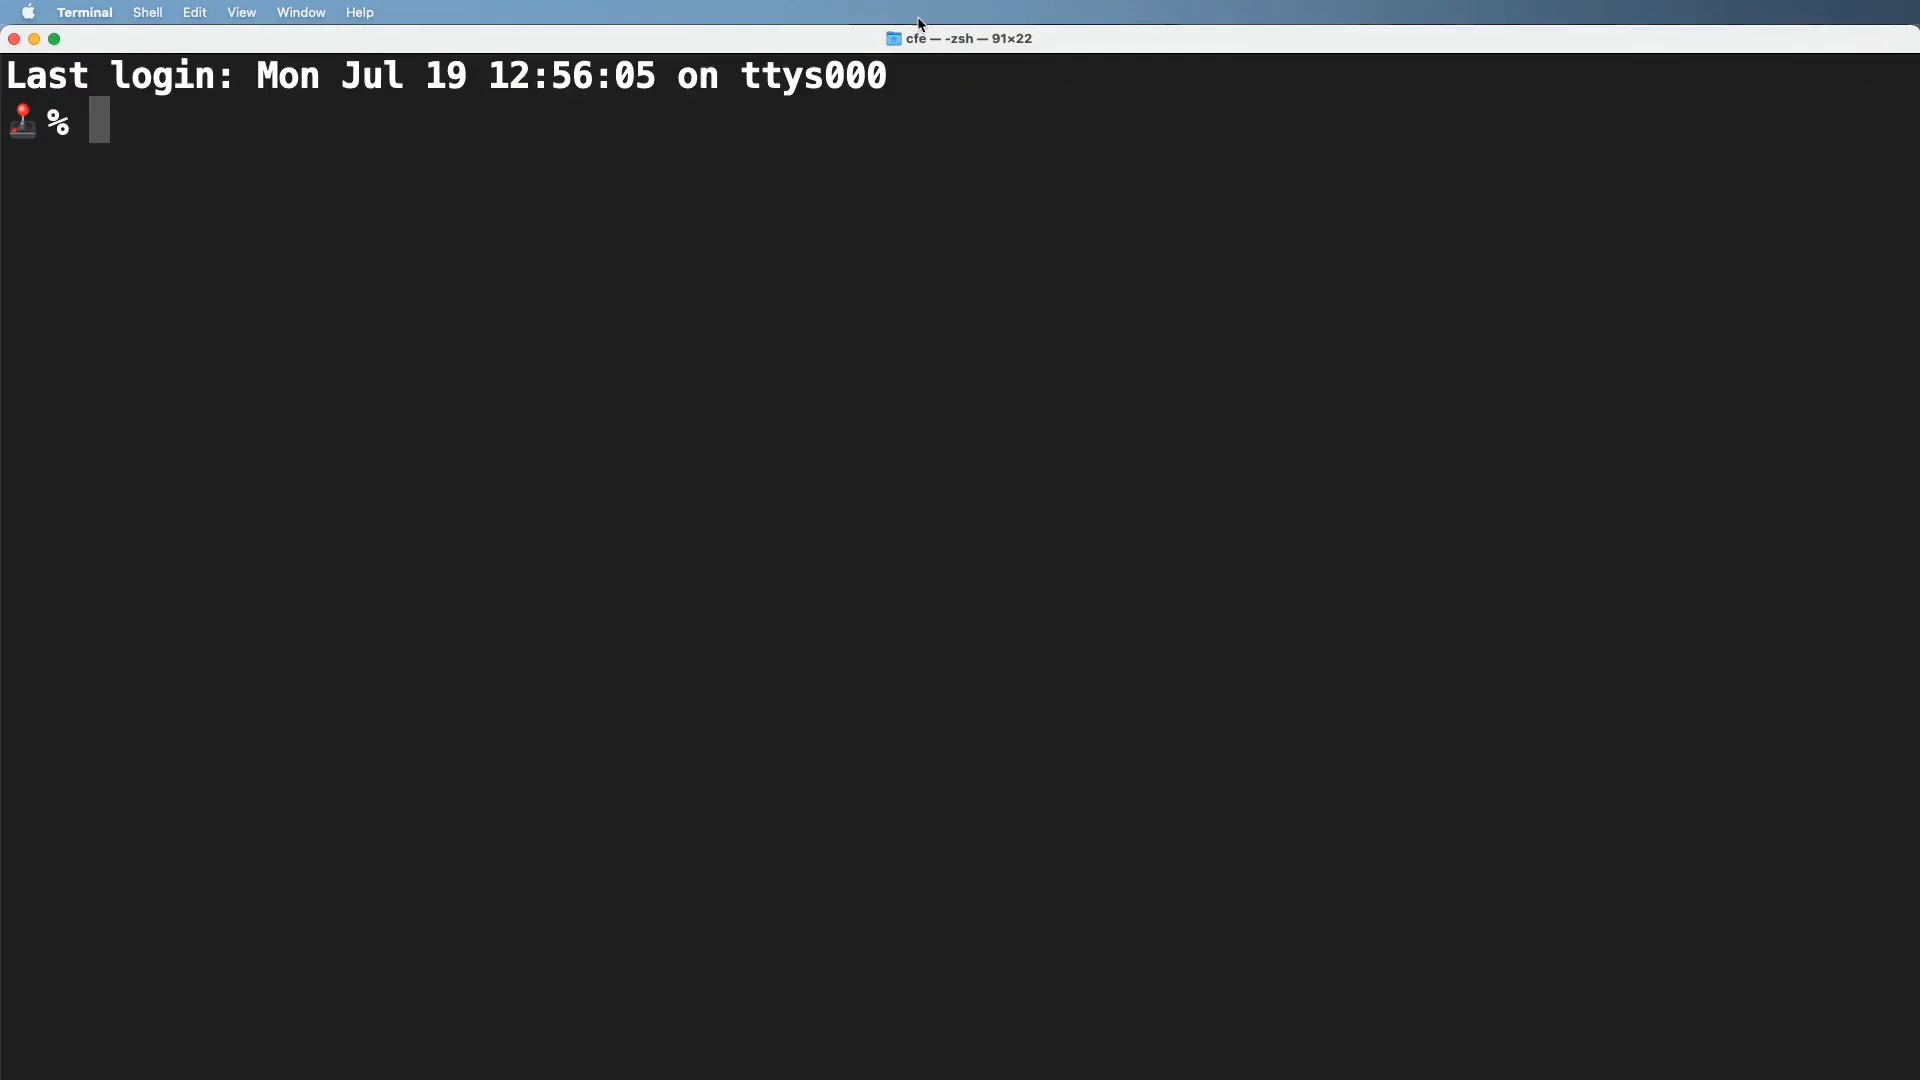 Terminal Shell Edit View Window Help
cfe — -zsh — 91×22
Last login: Mon Jul 19 12:56:05 on ttys000
🕹 %